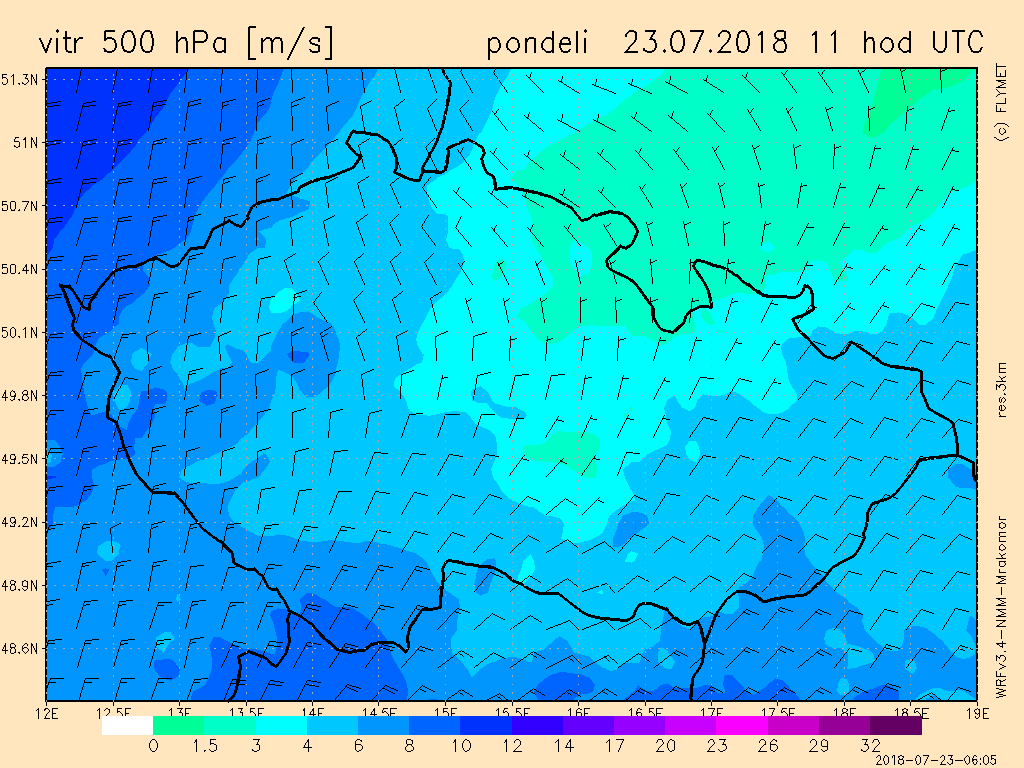 vitr 500 hPa [m/s] pondeli 23.07.2018 11 hod UTC
51.3N
51N
50.7N
50.4N
50.1N
49.8N
49.5N
49.2N
48.9N
48.6N
12E 12.5E 13E 13.5E 14E 14.5E 15E 15.5E 16E 16.5E 17E 17.5E 18E 18.5E 19E
0 1.5 3 4 6 8 10 12 14 17 20 23 26 29 32
(c) FLYMET
res.3km
WRFv3.4-NMM-Mrakomor
2018-07-23-06:05